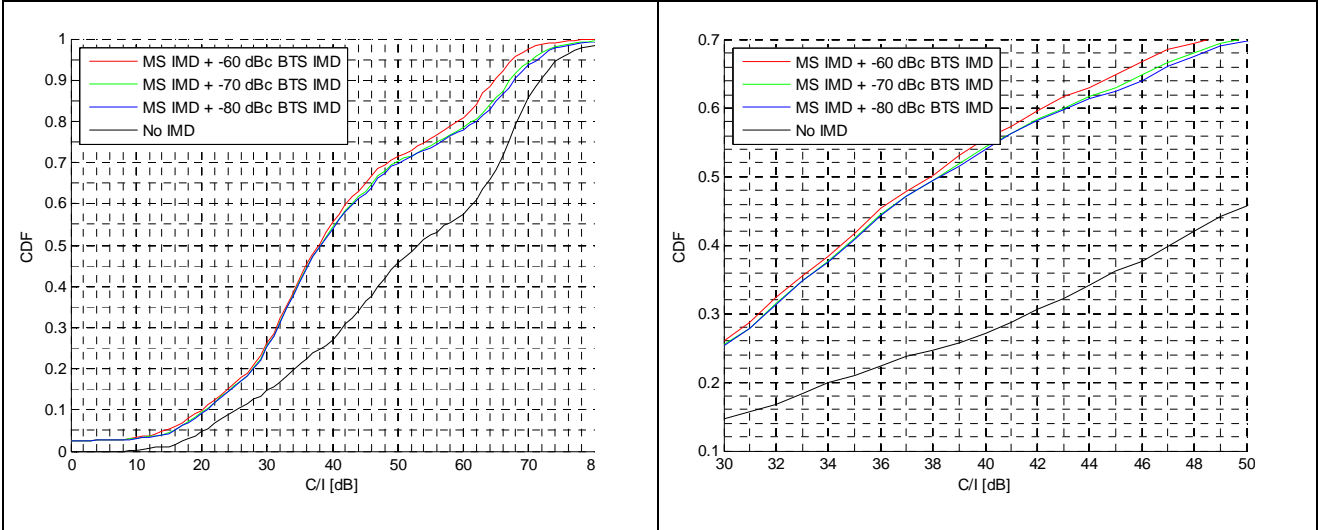 1
0.9
0.8
0.7
0.6
0.5
0.4
0.3
0.2
0.1
0
CDF
MS IMD + -60 dBc BTS IMD
MS IMD + -70 dBc BTS IMD
MS IMD + -80 dBc BTS IMD
No IMD
0 10 20 30 40 50 60 70 8
C/I [dB]
0.7
0.6
0.5
0.4
0.3
0.2
0.1
CDF
MS IMD + -60 dBc BTS IMD
MS IMD + -70 dBc BTS IMD
MS IMD + -80 dBc BTS IMD
No IMD
30 32 34 36 38 40 42 44 46 48 50
C/I [dB]